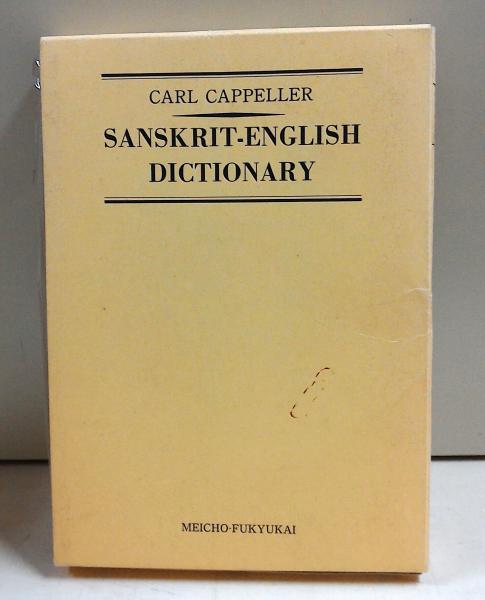 CARL CAPPELLER
SANSKRIT-ENGLISH
DICTIONARY
MEICHO-FUKYUKAI